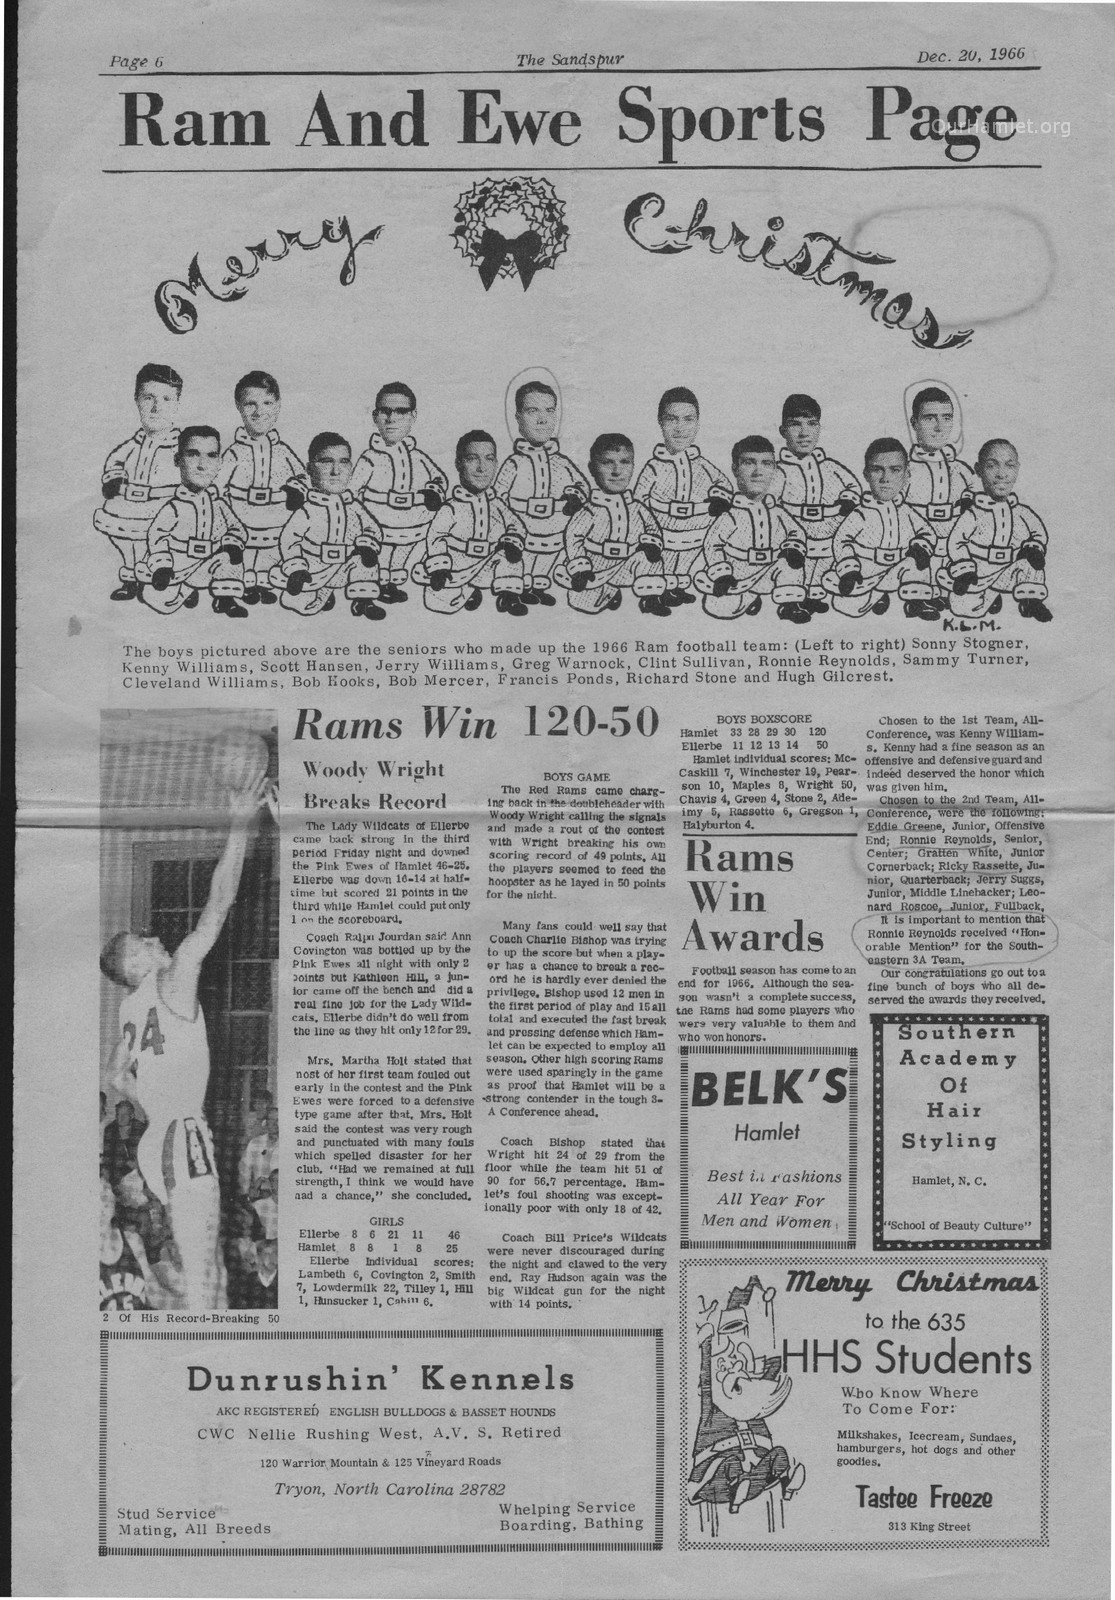 Page 6
The Sandspur
Dec. 20, 1966
OurHamlet.org
Ram And Ewe Sports Page
Merry Christmas
K.L.M.
The boys pictured above are the seniors who made up the 1966 Ram football team: (Left to right) Sonny Stogner,
Kenny Williams, Scott Hansen, Jerry Williams, Greg Warnock, Clint Sullivan, Ronnie Reynolds, Sammy Turner,
Cleveland Williams, Bob Hooks, Bob Mercer, Francis Ponds, Richard Stone and Hugh Gilcrest.
24
2 Of His Record-Breaking 50
Rams Win 120-50
Woody Wright
Breaks Record
The Lady Wildcats of Ellerbe
came back strong in the third
period Friday night and downed
the Pink Ewes of Hamlet 46-25.
Ellerbe was down 16-14 at half-
time but scored 21 points in the
third while Hamlet could put only
1 on the scoreboard.
Coach Ralph Jourdan said Ann
Covington was bottled up by the
Pink Ewes all night with only 2
points but Kathleen Hill, a jun-
ior came off the bench and did a
real fine job for the Lady Wild-
cats. Ellerbe didn't do well from
the line as they hit only 12 for 29.
Mrs. Martha Holt stated that
most of her first team fouled out
early in the contest and the Pink
Ewes were forced to a defensive
type game after that. Mrs. Holt
said the contest was very rough
and punctuated with many fouls
which spelled disaster for her
club. "Had we remained at full
strength, I think we would have
had a chance," she concluded.
GIRLS
Ellerbe 8 6 21 11 46
Hamlet 8 8 1 8 25
Ellerbe Individual scores:
Lambeth 6, Covington 2, Smith
7, Lowdermilk 22, Tilley 1, Hill
1, Hunsucker 1, Cahill 6.
BOYS GAME
The Red Rams came charg-
ing back in the doubleheader with
Woody Wright calling the signals
and made a rout of the contest
with Wright breaking his own
scoring record of 49 points. All
the players seemed to feed the
hoopster as he layed in 50 points
for the night.
Many fans could well say that
Coach Charlie Bishop was trying
to up the score but when a play-
er has a chance to break a rec-
ord he is hardly ever denied the
privilege. Bishop used 12 men in
the first period of play and 15 all
total and executed the fast break
and pressing defense which Ham-
let can be expected to employ all
season. Other high scoring Rams
were used sparingly in the game
as proof that Hamlet will be a
strong contender in the tough 3-
A Conference ahead.
Coach Bishop stated that
Wright hit 24 of 29 from the
floor while the team hit 51 of
90 for 56.7 percentage. Ham-
let's foul shooting was except-
ionally poor with only 18 of 42.
Coach Bill Price's Wildcats
were never discouraged during
the night and clawed to the very
end. Ray Hudson again was the
big Wildcat gun for the night
with 14 points.
BOYS BOXSCORE
Hamlet 33 28 29 30 120
Ellerbe 11 12 13 14 50
Hamlet individual scores: Mc-
Caskill 7, Winchester 19, Pear-
son 10, Maples 8, Wright 50,
Chavis 4, Green 4, Stone 2, Ade-
imy 5, Rassette 6, Gregson 1,
Halyburton 4.
Rams
Win
Awards
Football season has come to an
end for 1966. Although the sea-
son wasn't a complete success,
the Rams had some players who
were very valuable to them and
who won honors.
Chosen to the 1st Team, All-
Conference, was Kenny William-
s. Kenny had a fine season as an
offensive and defensive guard and
indeed deserved the honor which
was given him.
Chosen to the 2nd Team, All-
Conference, were the following:
Eddie Greene, Junior, Offensive
End; Ronnie Reynolds, Senior,
Center; Gratten White, Junior
Cornerback; Ricky Rassette, Ju-
nior, Quarterback; Jerry Suggs,
Junior, Middle Linebacker; Leo-
nard Roscoe, Junior, Fullback.
It is important to mention that
Ronnie Reynolds received "Hon-
orable Mention" for the South-
eastern 3A Team.
Our congratulations go out to a
fine bunch of boys who all de-
served the awards they received.
BELK'S
Hamlet
Best in Fashions
All Year For
Men and Women
Southern
Academy
Of
Hair
Styling
Hamlet, N. C.
"School of Beauty Culture"
Dunrushin' Kennels
AKC REGISTERED ENGLISH BULLDOGS & BASSET HOUNDS
CWC Nellie Rushing West, A.V. S. Retired
120 Warrior Mountain & 125 Vineyard Roads
Tryon, North Carolina 28782
Stud Service
Mating, All Breeds
Whelping Service
Boarding, Bathing
Merry Christmas
to the 635
HHS Students
Who Know Where
To Come For:
Milkshakes, Icecream, Sundaes,
hamburgers, hot dogs and other
goodies.
Tastee Freeze
313 King Street